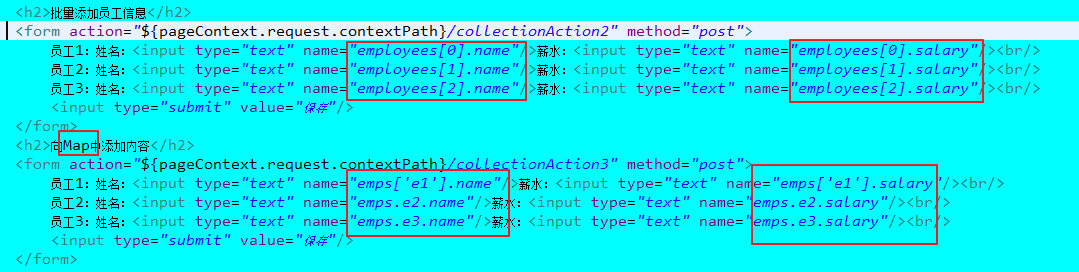 <h2>批量添加员工信息</h2>
<form action="${pageContext.request.contextPath}/collectionAction2" method="post">
员工1：姓名：<input type="text" name="employees[0].name"/>薪水：<input type="text" name="employees[0].salary"/><br/>
员工2：姓名：<input type="text" name="employees[1].name"/>薪水：<input type="text" name="employees[1].salary"/><br/>
员工3：姓名：<input type="text" name="employees[2].name"/>薪水：<input type="text" name="employees[2].salary"/><br/>
<input type="submit" value="保存"/>
</form>
<h2>向Map中添加内容</h2>
<form action="${pageContext.request.contextPath}/collectionAction3" method="post">
员工1：姓名：<input type="text" name="emps['e1'].name"/>薪水：<input type="text" name="emps['e1'].salary"/><br/>
员工2：姓名：<input type="text" name="emps.e2.name"/>薪水：<input type="text" name="emps.e2.salary"/><br/>
员工3：姓名：<input type="text" name="emps.e3.name"/>薪水：<input type="text" name="emps.e3.salary"/><br/>
<input type="submit" value="保存"/>
</form>